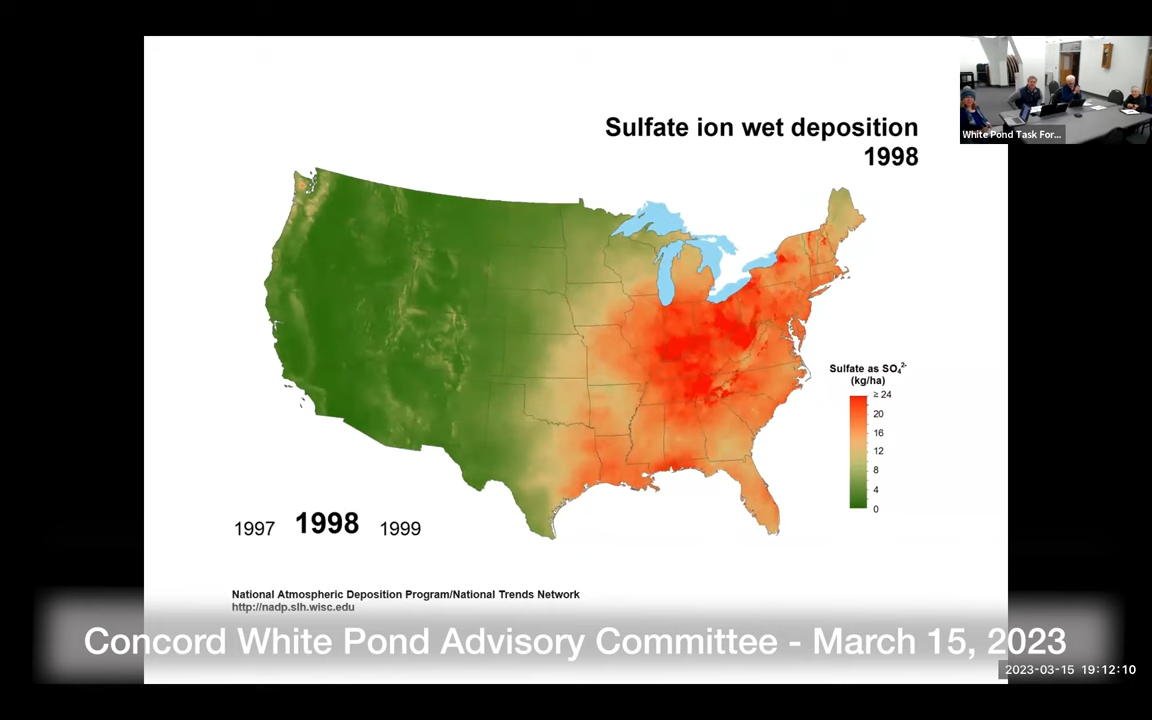 Sulfate ion wet deposition
1998
White Pond Task For...
Sulfate as SO₄²⁻
(kg/ha)
≥ 24
20
16
12
8
4
0
1997 1998 1999
National Atmospheric Deposition Program/National Trends Network
http://nadp.slh.wisc.edu
Concord White Pond Advisory Committee - March 15, 2023
2023-03-15 19:12:10